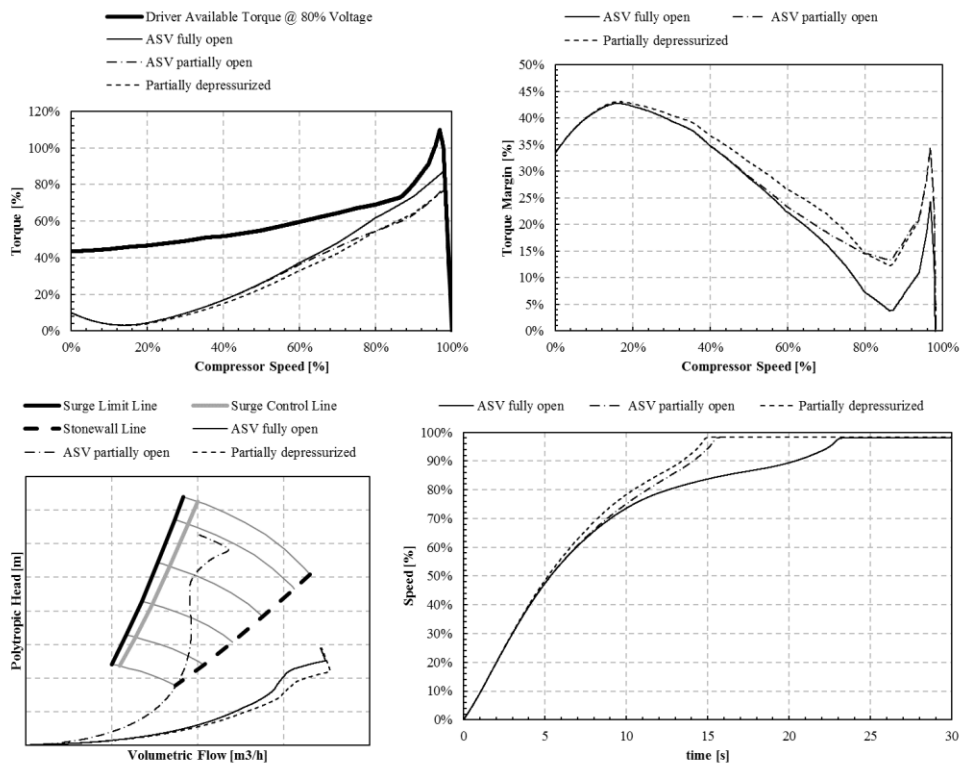 Driver Available Torque @ 80% Voltage
ASV fully open
ASV partially open
Partially depressurized
120%
100%
80%
60%
40%
20%
0%
Torque [%]
0% 20% 40% 60% 80% 100%
Compressor Speed [%]
ASV fully open ASV partially open
Partially depressurized
50%
45%
40%
35%
30%
25%
20%
15%
10%
5%
0%
Torque Margin [%]
0% 20% 40% 60% 80% 100%
Compressor Speed [%]
Surge Limit Line Surge Control Line
Stonewall Line ASV fully open
ASV partially open Partially depressurized
Polytropic Head [m]
Volumetric Flow [m3/h]
ASV fully open ASV partially open Partially depressurized
100%
90%
80%
70%
60%
50%
40%
30%
20%
10%
0%
Speed [%]
0 5 10 15 20 25 30
time [s]